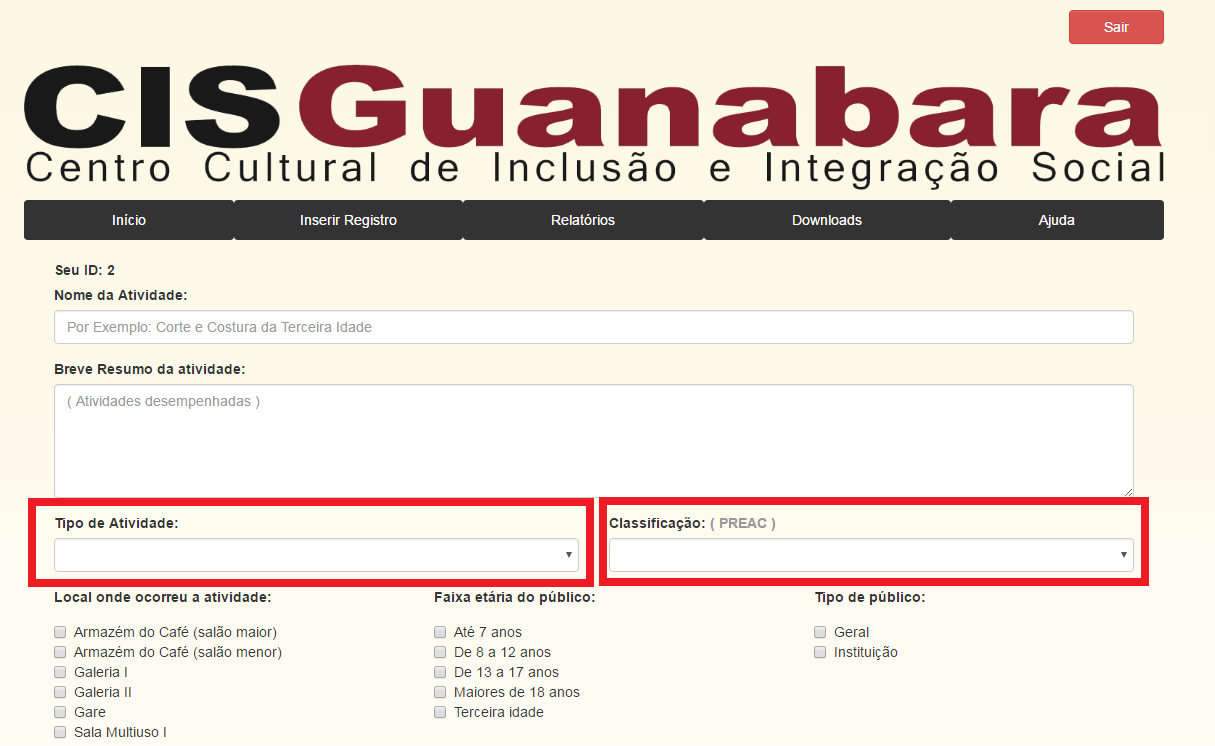 Sair
CISGuanabara
Centro Cultural de Inclusão e Integração Social
Início Inserir Registro Relatórios Downloads Ajuda
Seu ID: 2
Nome da Atividade:
Por Exemplo: Corte e Costura da Terceira Idade
Breve Resumo da atividade:
( Atividades desempenhadas )
Tipo de Atividade: Classificação: ( PREAC )
Local onde ocorreu a atividade: Faixa etária do público: Tipo de público:
Armazém do Café (salão maior) Até 7 anos Geral
Armazém do Café (salão menor) De 8 a 12 anos Instituição
Galeria I De 13 a 17 anos
Galeria II Maiores de 18 anos
Gare Terceira idade
Sala Multiuso I